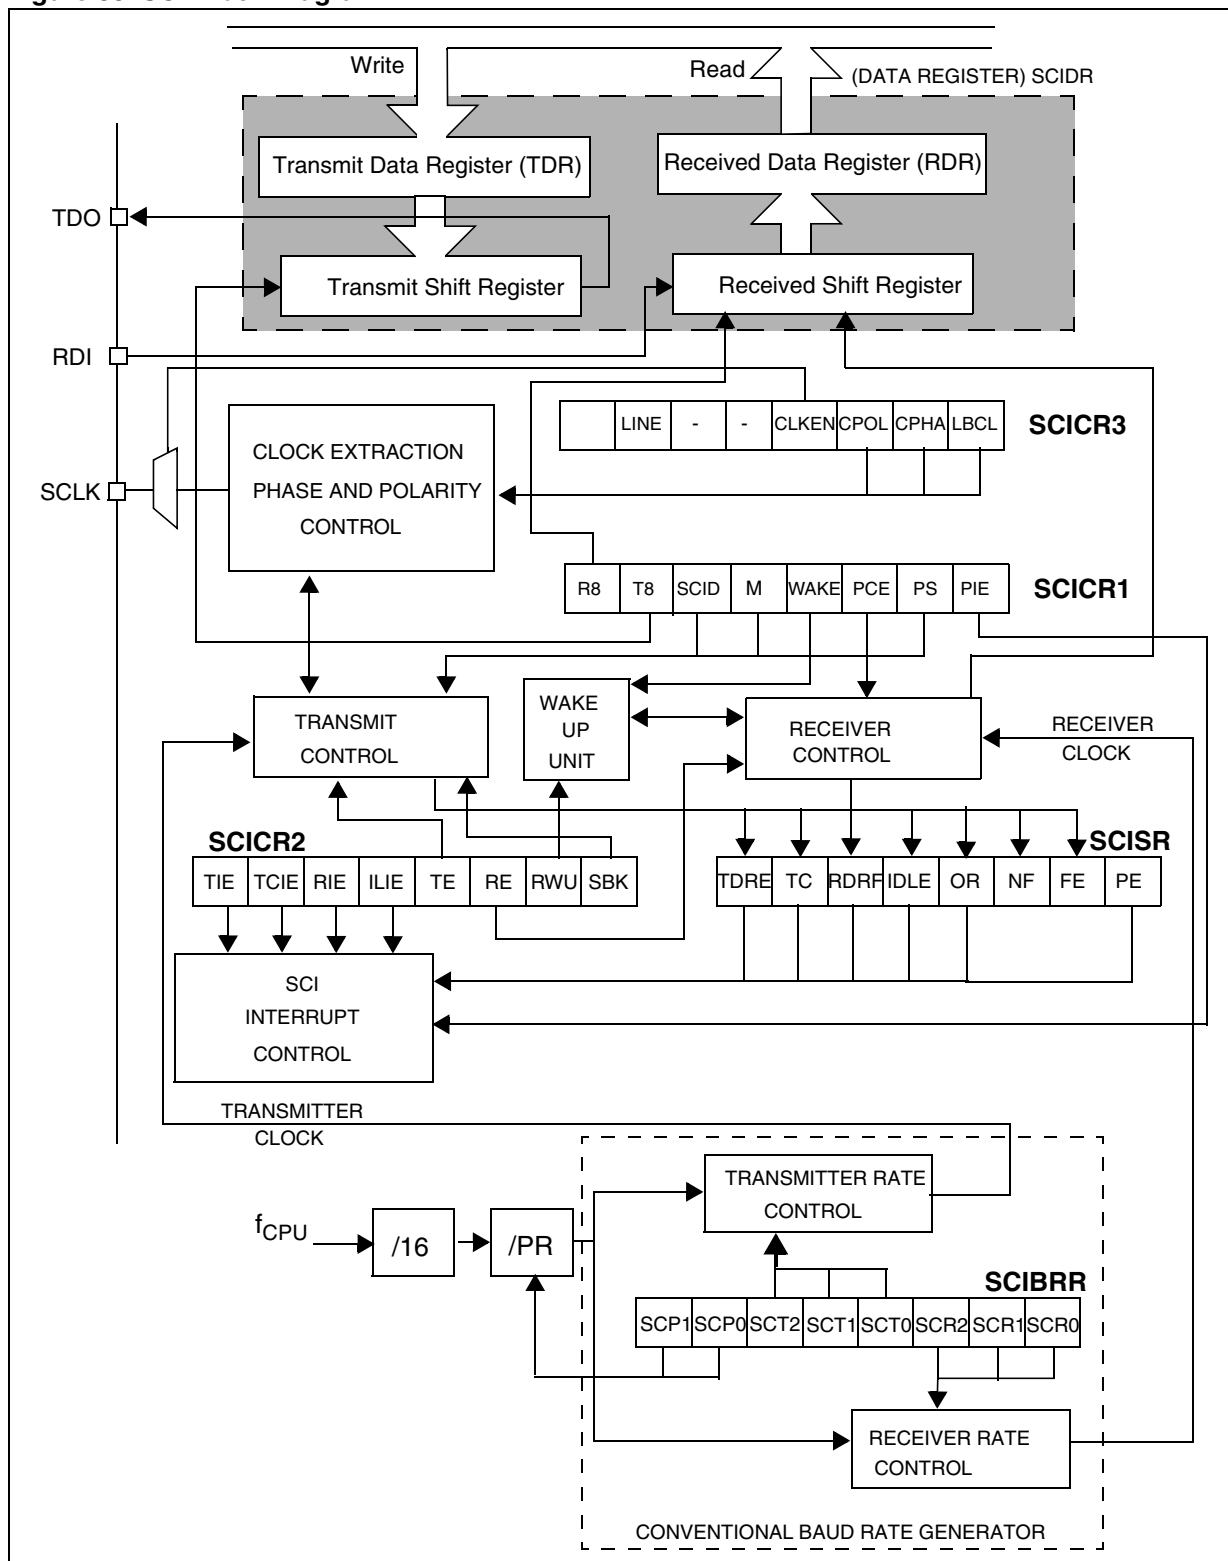 Write
Read
(DATA REGISTER) SCIDR
Transmit Data Register (TDR)
Received Data Register (RDR)
TDO
Transmit Shift Register
Received Shift Register
RDI
LINE - - CLKEN CPOL CPHA LBCL
SCICR3
CLOCK EXTRACTION
PHASE AND POLARITY
CONTROL
SCLK
R8 T8 SCID M WAKE PCE PS PIE
SCICR1
TRANSMIT
CONTROL
WAKE
UP
UNIT
RECEIVER
CONTROL
RECEIVER
CLOCK
SCICR2
SCISR
TIE TCIE RIE ILIE TE RE RWU SBK
TDRE TC RDRF IDLE OR NF FE PE
SCI
INTERRUPT
CONTROL
TRANSMITTER
CLOCK
TRANSMITTER RATE
CONTROL
fCPU
/16
/PR
SCIBRR
SCP1 SCP0 SCT2 SCT1 SCT0 SCR2 SCR1 SCR0
RECEIVER RATE
CONTROL
CONVENTIONAL BAUD RATE GENERATOR